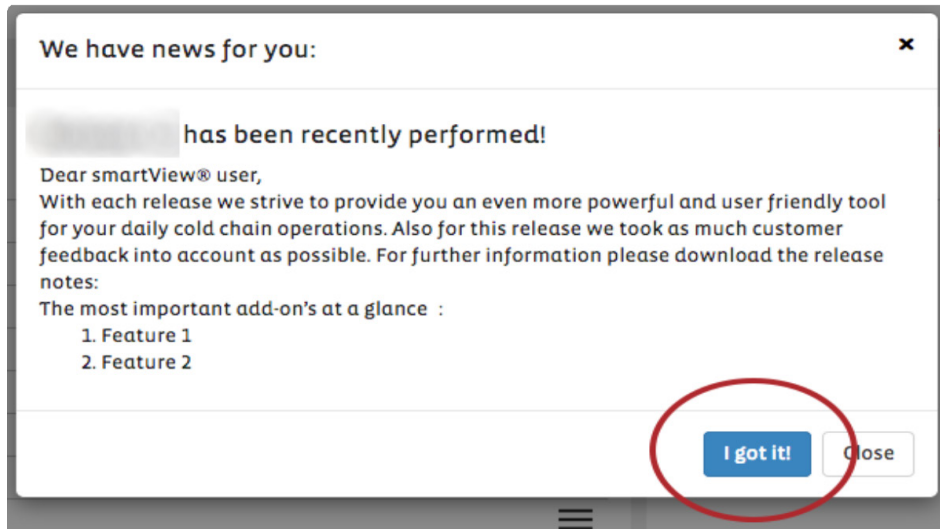 We have news for you:
×
has been recently performed!
Dear smartView® user,
With each release we strive to provide you an even more powerful and user friendly tool
for your daily cold chain operations. Also for this release we took as much customer
feedback into account as possible. For further information please download the release
notes:
The most important add-on's at a glance :
1. Feature 1
2. Feature 2
I got it! Close